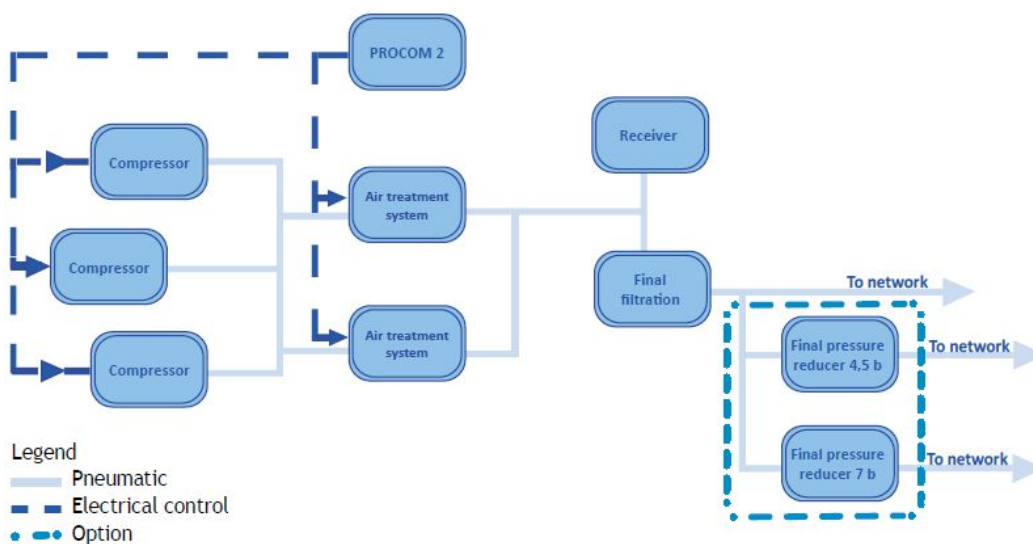 PROCOM 2
Receiver
Compressor
Air treatment
system
Compressor
Final
filtration
To network
Air treatment
system
Final pressure
reducer 4,5 b
To network
Compressor
Final pressure
reducer 7 b
To network
Legend
Pneumatic
Electrical control
Option